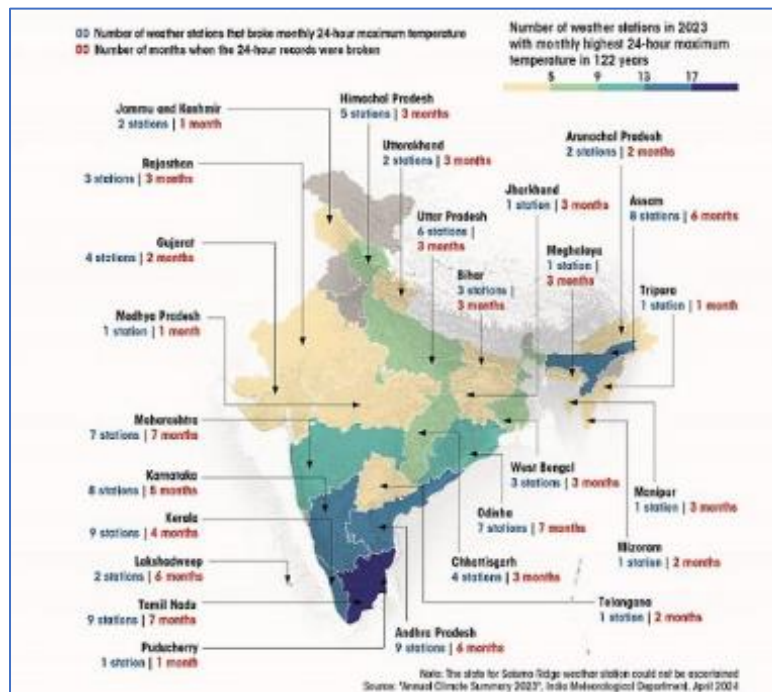 00 Number of weather stations that broke monthly 24-hour maximum temperature
00 Number of months when the 24-hour records were broken
Number of weather stations in 2023
with monthly highest 24-hour maximum
temperature in 122 years
5 9 13 17
Jammu and Kashmir
2 stations | 1 month
Himachal Pradesh
5 stations | 3 months
Uttarakhand
2 stations | 3 months
Arunachal Pradesh
2 stations | 2 months
Rajasthan
3 stations | 3 months
Jharkhand
1 station | 3 months
Assam
8 stations | 6 months
Uttar Pradesh
6 stations |
3 months
Gujarat
4 stations | 2 months
Meghalaya
1 station |
3 months
Bihar
3 stations |
3 months
Tripura
1 station | 1 month
Madhya Pradesh
1 station | 1 month
Maharashtra
7 stations | 7 months
Karnataka
8 stations | 5 months
West Bengal
3 stations | 3 months
Manipur
1 station | 3 months
Kerala
9 stations | 4 months
Odisha
7 stations | 7 months
Mizoram
1 station | 2 months
Lakshadweep
2 stations | 6 months
Chhattisgarh
4 stations | 3 months
Tamil Nadu
9 stations | 7 months
Telangana
1 station | 2 months
Puducherry
1 station | 1 month
Andhra Pradesh
9 stations | 6 months
Note: The state for Ridge weather station could not be ascertained
Source: "Annual Climate Summary 2023", India Meteorological Department, April 2024